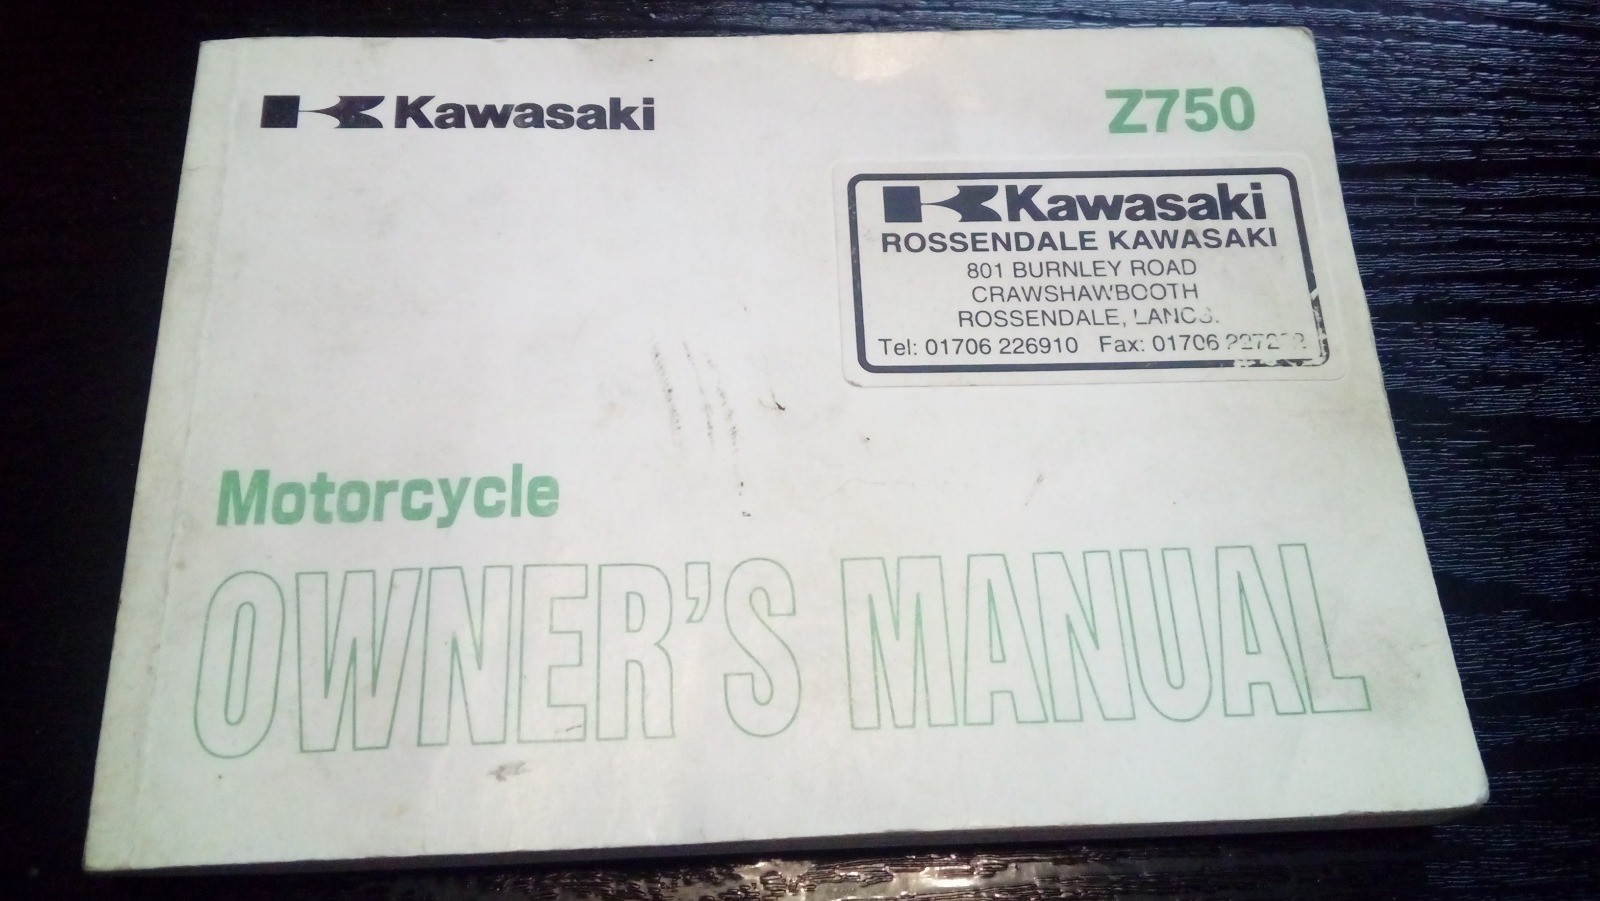 Kawasaki
Z750
Kawasaki
ROSSENDALE KAWASAKI
801 BURNLEY ROAD
CRAWSHAWBOOTH
ROSSENDALE, LANCS.
Tel: 01706 226910 Fax: 01706
Motorcycle
OWNER'S MANUAL